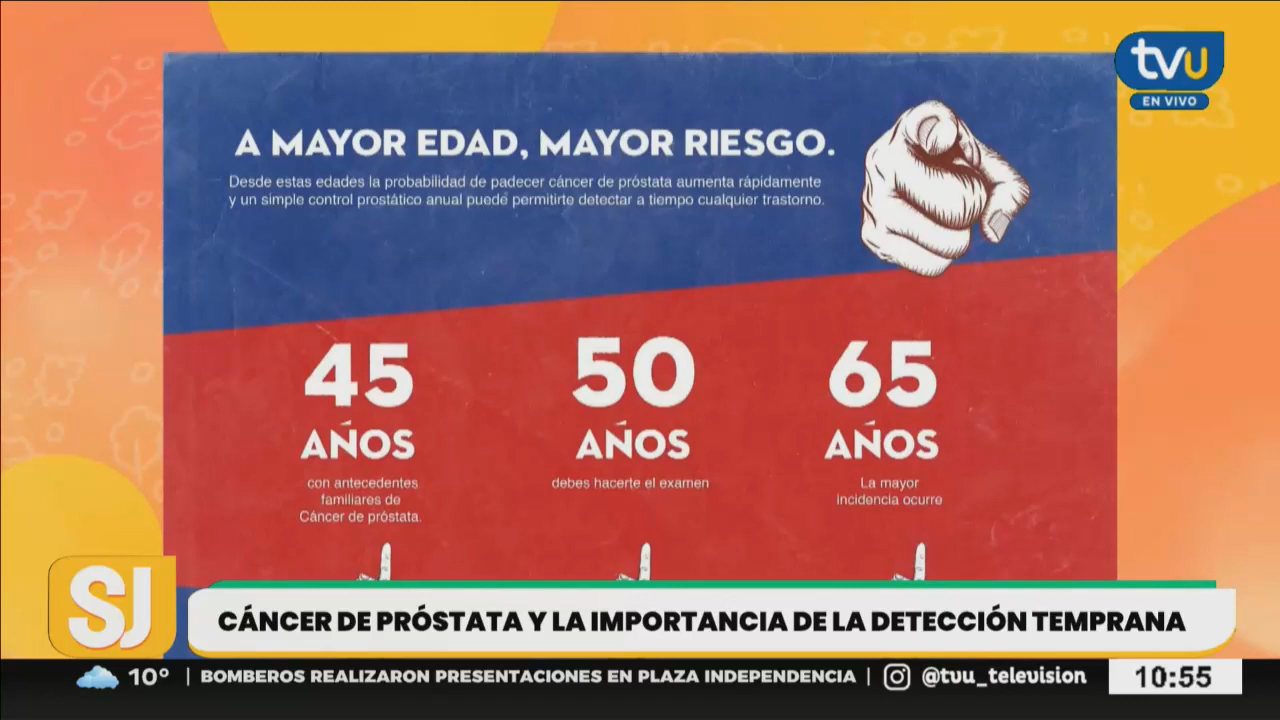 tvu
EN VIVO
A MAYOR EDAD, MAYOR RIESGO.
Desde estas edades la probabilidad de padecer cáncer de próstata aumenta rápidamente
y un simple control prostático anual puede permitirte detectar a tiempo cualquier trastorno.
45
AÑOS
con antecedentes
familiares de
Cáncer de próstata.
50
AÑOS
debes hacerte el examen
65
AÑOS
La mayor
incidencia ocurre
SJ
CÁNCER DE PRÓSTATA Y LA IMPORTANCIA DE LA DETECCIÓN TEMPRANA
10° | BOMBEROS REALIZARON PRESENTACIONES EN PLAZA INDEPENDENCIA | @tvu_television
10:55